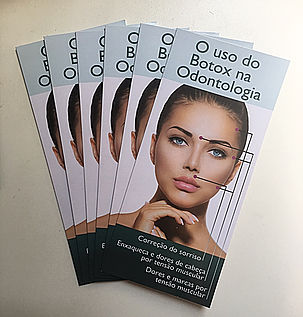 O uso do
Botox na
Odontologia
Correção do sorriso
Enxaqueca e dores de cabeça
por tensão muscular
Dores e marcas por
tensão muscular